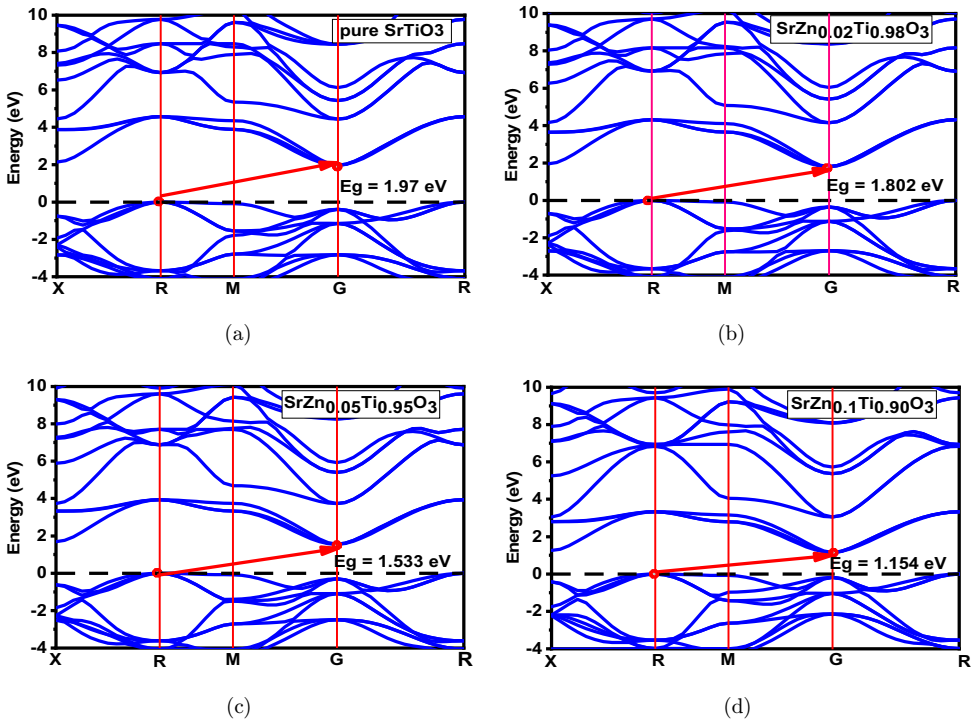 pure SrTiO3
Energy (eV)
10
8
6
4
2
0
-2
-4
Eg = 1.97 eV
X R M G R
(a)
SrZn0.02Ti0.98O3
Energy (eV)
10
8
6
4
2
0
-2
-4
Eg = 1.802 eV
X R M G R
(b)
SrZn0.05Ti0.95O3
Energy (eV)
10
8
6
4
2
0
-2
-4
Eg = 1.533 eV
X R M G R
(c)
SrZn0.1Ti0.90O3
Energy (eV)
10
8
6
4
2
0
-2
-4
Eg = 1.154 eV
X R M G R
(d)